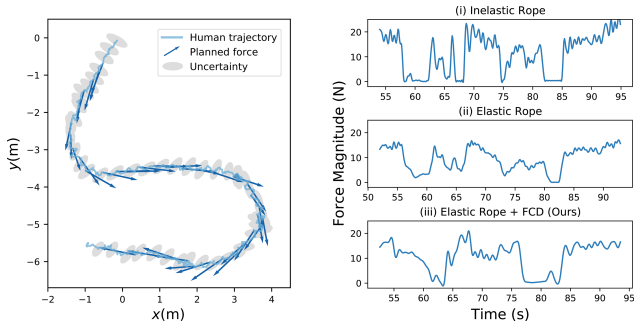 Human trajectory
Planned force
Uncertainty
y(m)
0
−1
−2
−3
−4
−5
−6
−2 −1 0 1 2 3 4
x(m)
Force Magnitude (N)
(i) Inelastic Rope
20
10
0
55 60 65 70 75 80 85 90 95
(ii) Elastic Rope
20
10
0
50 55 60 65 70 75 80 85 90
(iii) Elastic Rope + FCD (Ours)
20
10
0
55 60 65 70 75 80 85 90 95
Time (s)